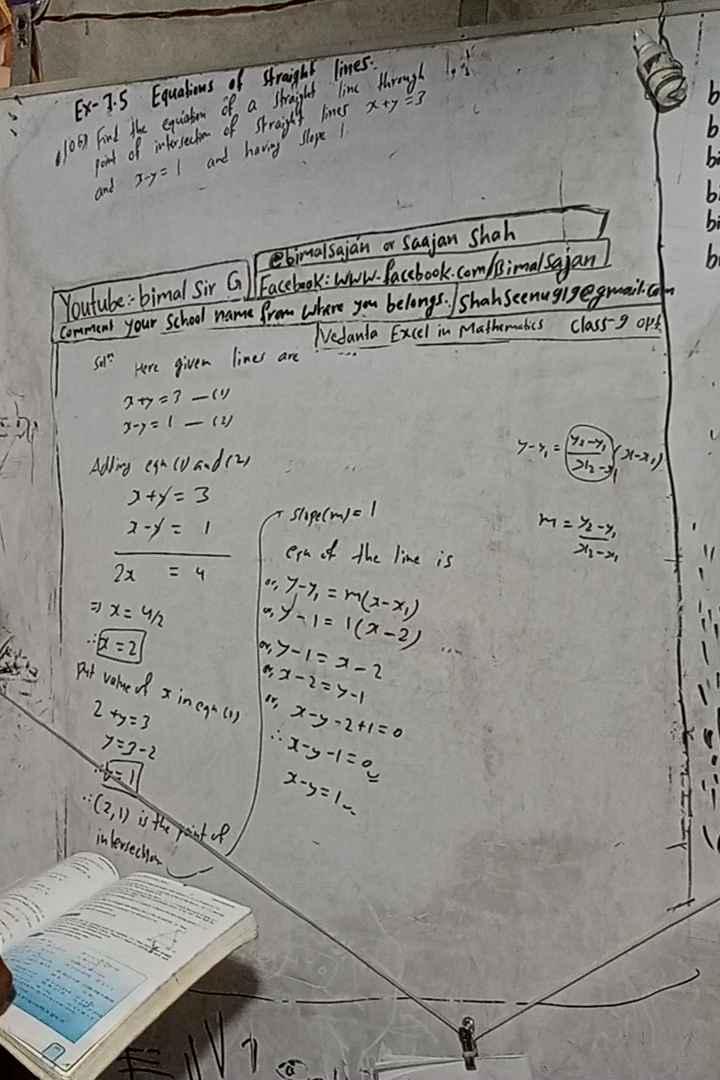 Ex-7.5 Equations of straight lines.
Find the equation of a straight line through
point of intersection of straight lines x+y=3
and x-y=1 and having slope 1.
@bimalsajan or Saajan Shah
Youtube:- bimal Sir G
Facebook: www.facebook.com/Bimalsajan
Comment your school name from where you belongs.
shahseenu919@gmail.com
Vedanta Excel in Mathematics class-9 opt.
Solⁿ Here given lines are
x+y=3 —(1)
x-y=1 —(2)
Adding eqn (1) and (2)
x+y=3
x-y=1
2x = 4
⇒ x=4/2
∴ x=2
Put value of x in eqn (1)
2+y=3
y=3-2
∴ y=1
∴ (2,1) is the point of
intersection
slope(m)=1
eqn of the line is
or, y-y₁ = m(x-x₁)
or, y-1 = 1(x-2)
or, y-1 = x-2
or, x-2 = y-1
or, x-y-2+1=0
∴ x-y-1=0
x-y=1
y-y₁ = (y₂-y₁)/(x₂-x₁) (x-x₁)
m = (y₂-y₁)/(x₂-x₁)